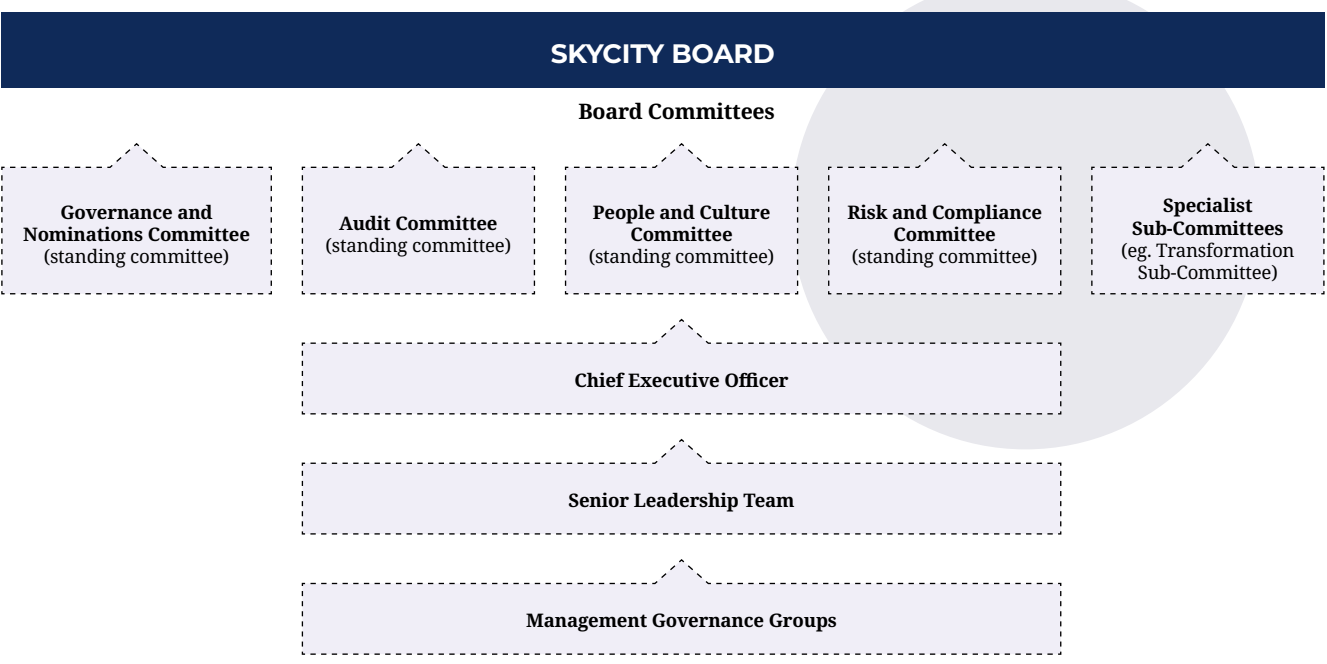 SKYCITY BOARD
Board Committees
Governance and
Nominations Committee
(standing committee)
Audit Committee
(standing committee)
People and Culture
Committee
(standing committee)
Risk and Compliance
Committee
(standing committee)
Specialist
Sub-Committees
(eg. Transformation
Sub-Committee)
Chief Executive Officer
Senior Leadership Team
Management Governance Groups